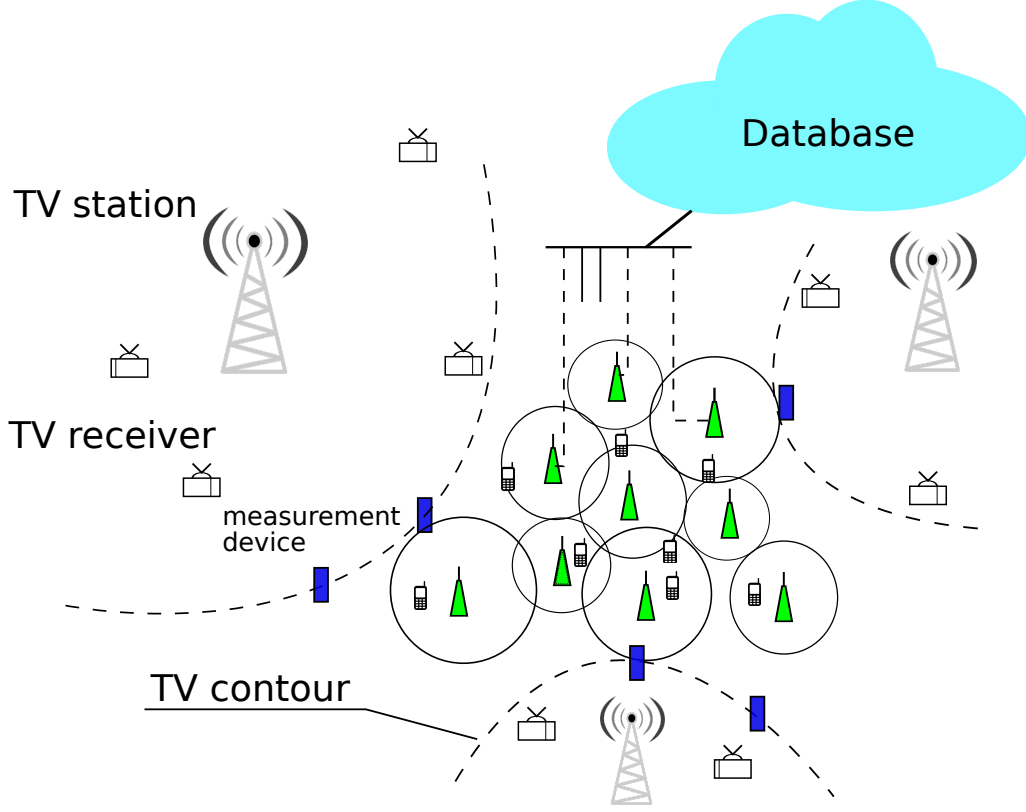 Database
TV station
TV receiver
measurement
device
TV contour